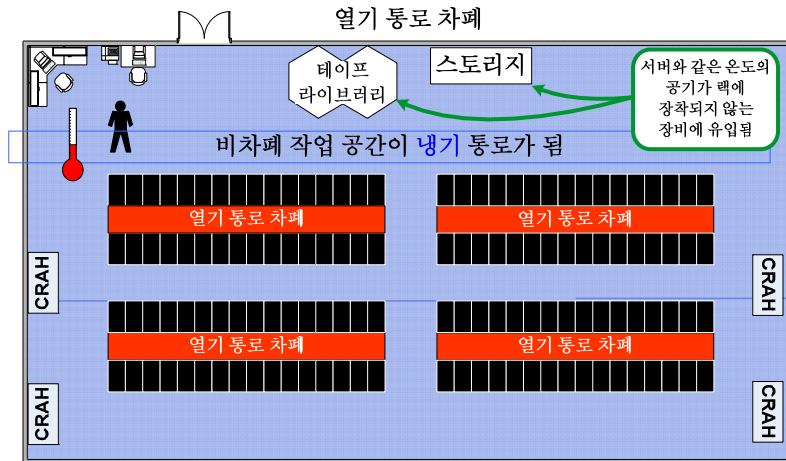 열기 통로 차폐
테이프
라이브러리
스토리지
서버와 같은 온도의
공기가 랙에
장착되지 않는
장비에 유입됨
비차폐 작업 공간이 냉기 통로가 됨
열기 통로 차폐
열기 통로 차폐
CRAH
CRAH
열기 통로 차폐
열기 통로 차폐
CRAH
CRAH